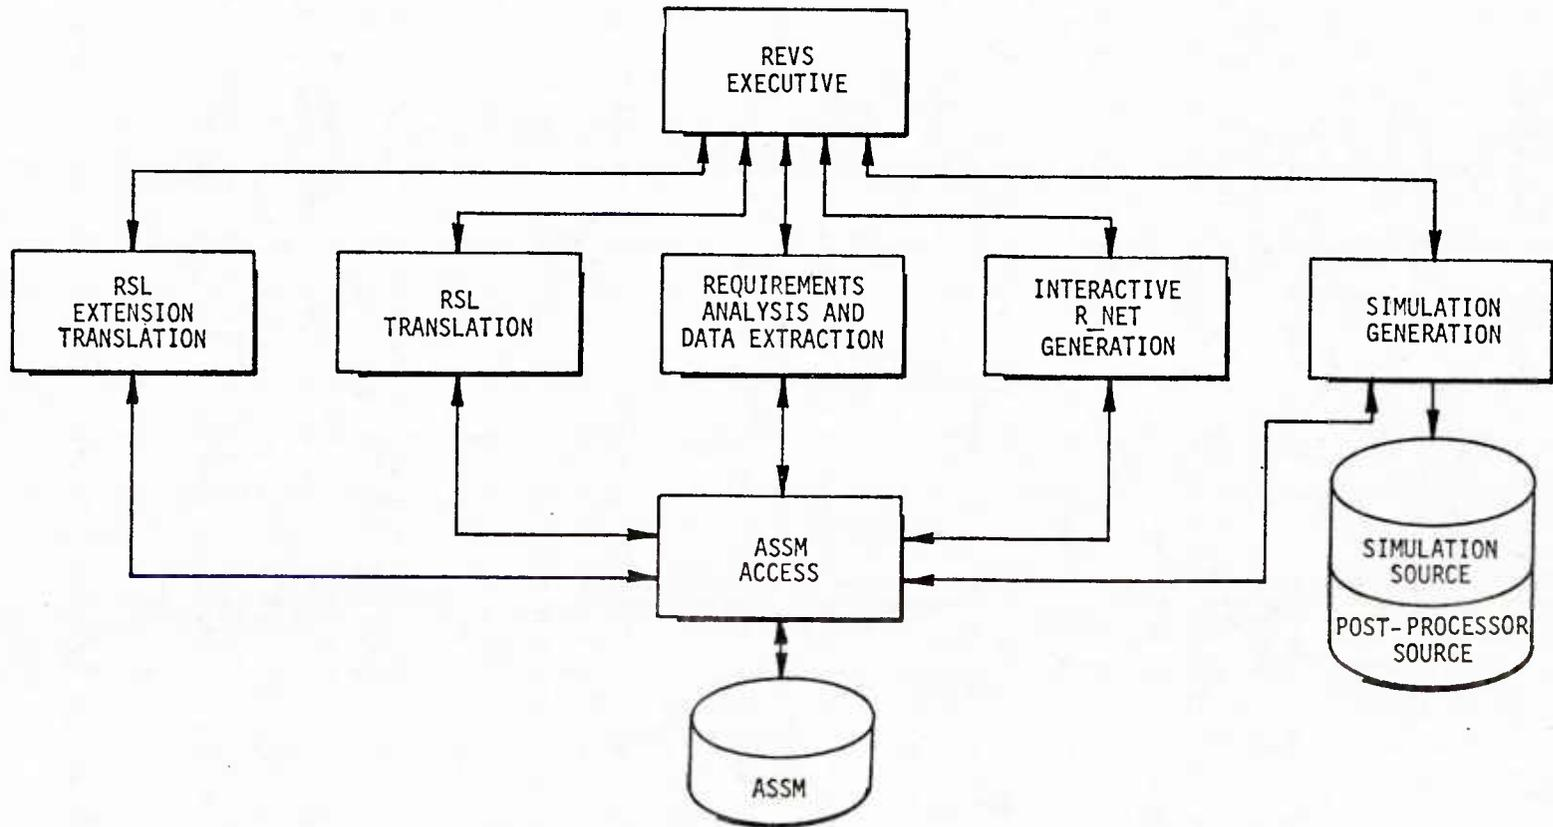 REVS
EXECUTIVE
RSL
EXTENSION
TRANSLATION
RSL
TRANSLATION
REQUIREMENTS
ANALYSIS AND
DATA EXTRACTION
INTERACTIVE
R_NET
GENERATION
SIMULATION
GENERATION
ASSM
ACCESS
SIMULATION
SOURCE
POST-PROCESSOR
SOURCE
ASSM